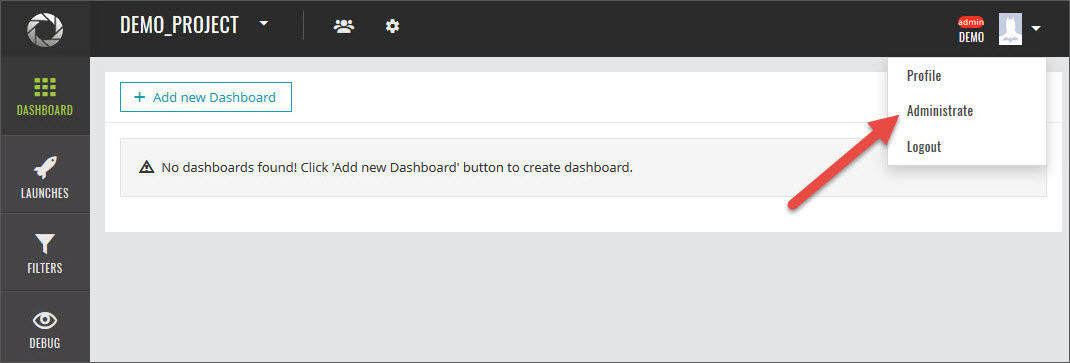 DEMO_PROJECT
admin
DEMO
Profile
Administrate
Logout
DASHBOARD
+ Add new Dashboard
No dashboards found! Click 'Add new Dashboard' button to create dashboard.
LAUNCHES
FILTERS
DEBUG